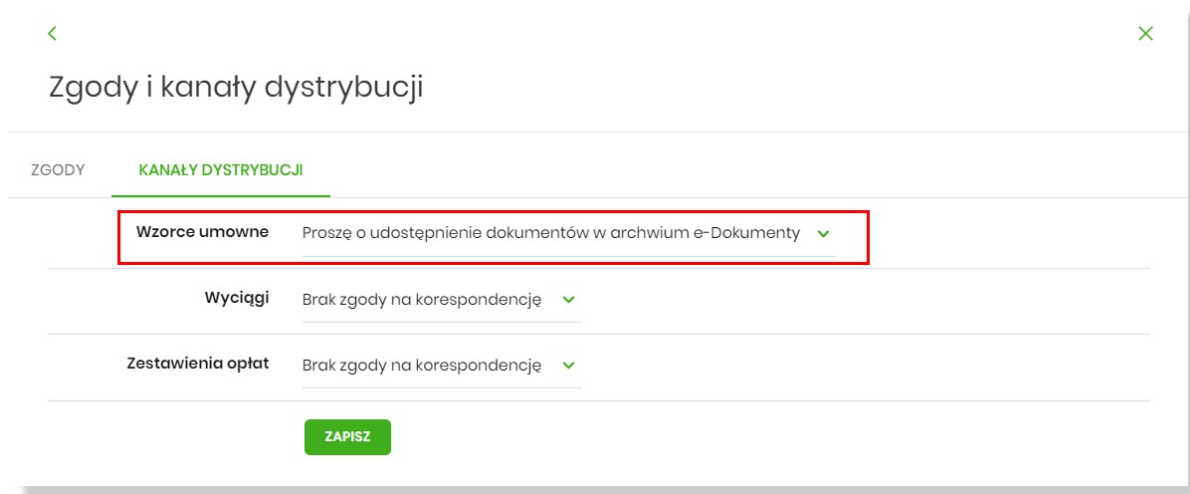 Zgody i kanały dystrybucji
ZGODY KANAŁY DYSTRYBUCJI
Wzorce umowne Proszę o udostępnienie dokumentów w archwium e-Dokumenty
Wyciągi Brak zgody na korespondencję
Zestawienia opłat Brak zgody na korespondencję
ZAPISZ